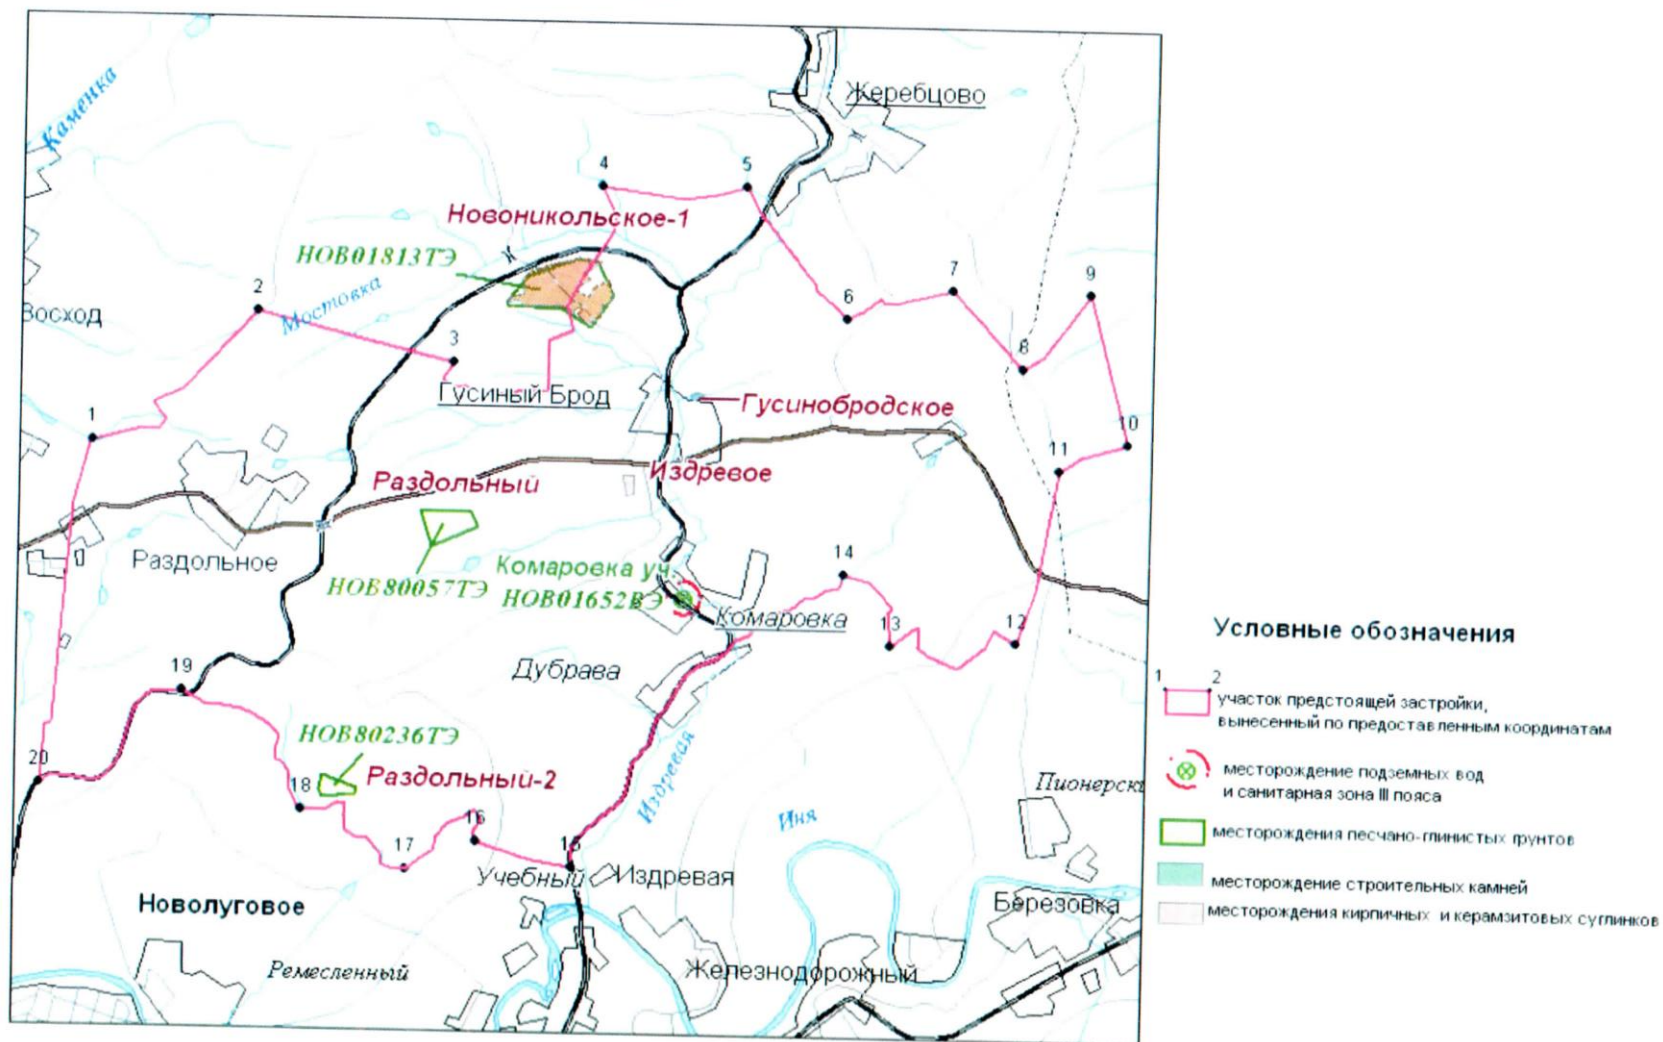 Каменка
Жеребцово
4
5
Новоникольское-1
НОВ01813ТЭ
2
Мостовка
7
9
6
Восход
3
8
Гусиный Брод
Гусинобродское
1
10
11
Раздольный
Издревое
Раздольное
НОВ80057ТЭ
Комаровка уч.
НОВ01652ВЭ
14
Комаровка
13
12
Дубрава
19
НОВ80236ТЭ
20
18
Раздольный-2
Издревая
Пионерск
Иня
16
17
15
Учебный
Издревая
Новолуговое
Березовка
Ремесленный
Железнодорожный
Условные обозначения
1
2
участок предстоящей застройки,
вынесенный по предоставленным координатам
месторождение подземных вод
и санитарная зона III пояса
месторождения песчано-глинистых грунтов
месторождение строительных камней
месторождения кирпичных и керамзитовых суглинков